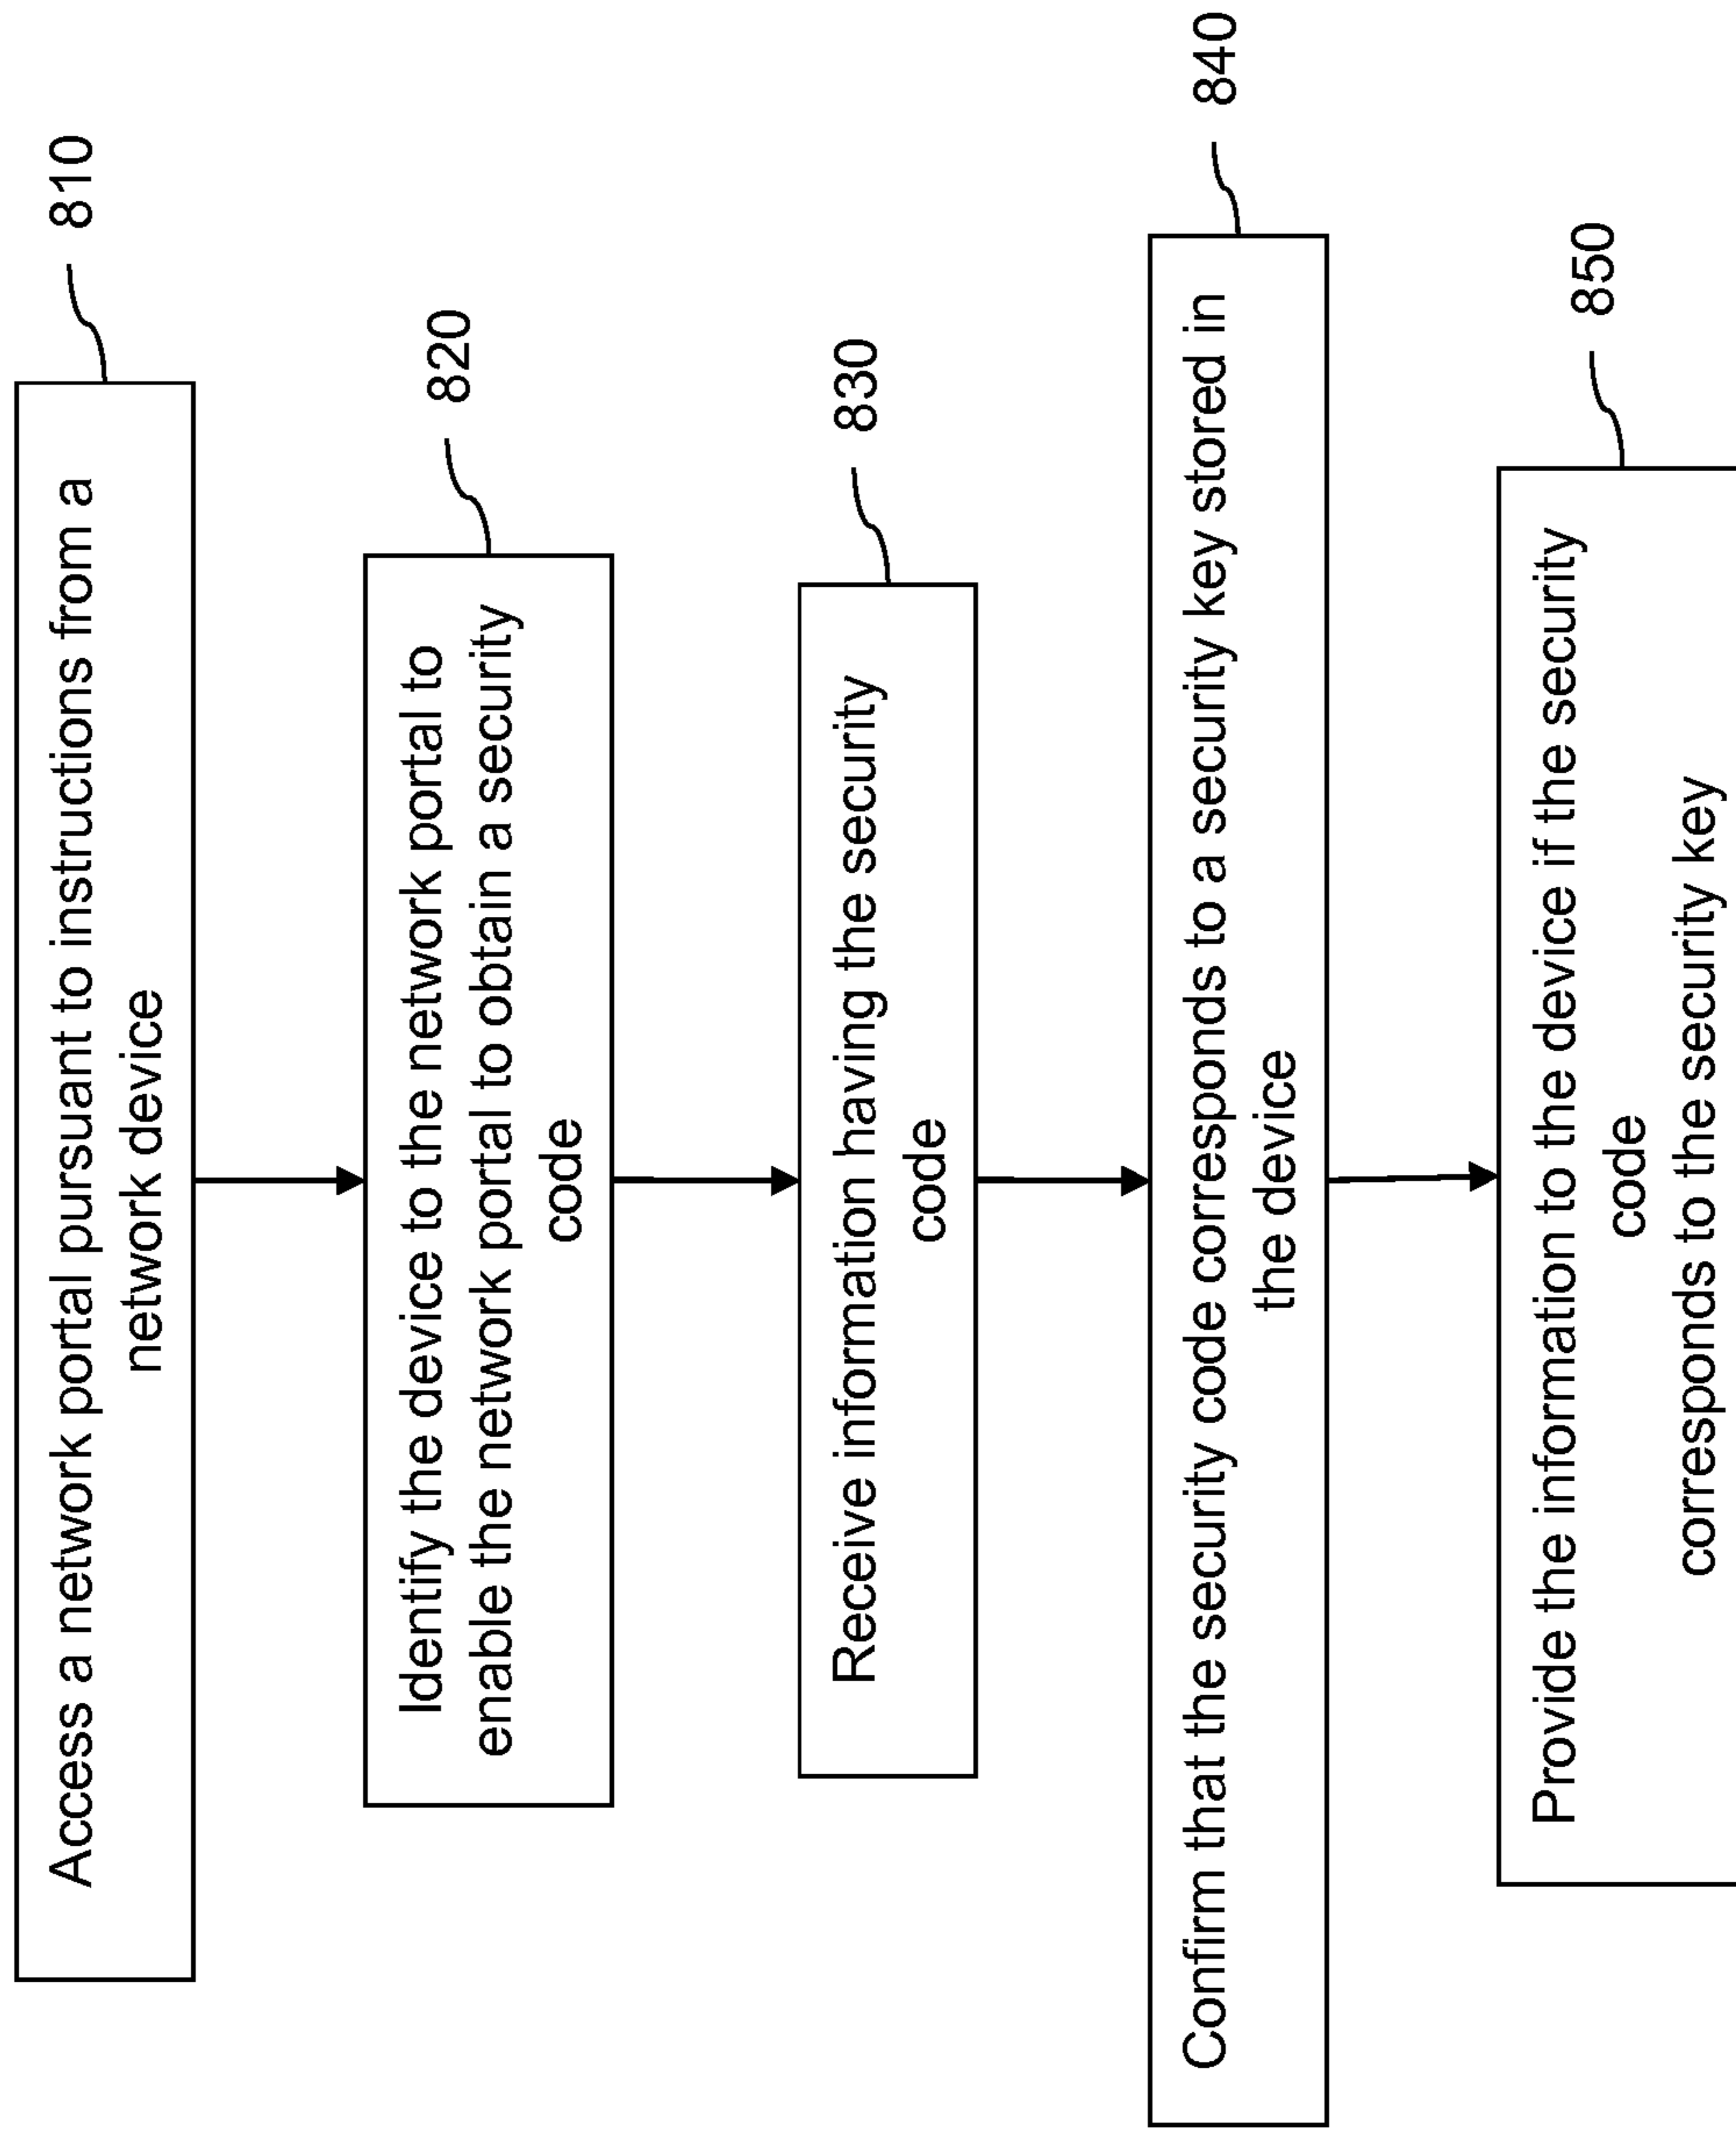 Access a network portal pursuant to instructions from a
network device
810
Identify the device to the network portal to
enable the network portal to obtain a security
code
820
Receive information having the security
code
830
Confirm that the security code corresponds to a security key stored in
the device
840
Provide the information to the device if the security
code
corresponds to the security key
850